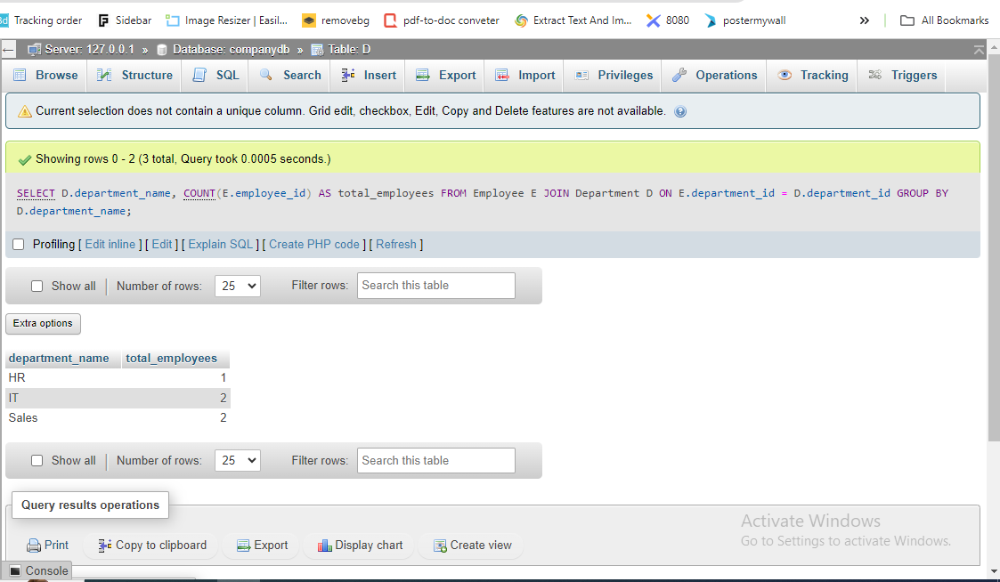 Tracking order Sidebar Image Resizer | Easil... removebg pdf-to-doc conveter Extract Text And Im... 8080 postermywall » All Bookmarks
Server: 127.0.0.1 » Database: companydb » Table: D
Browse Structure SQL Search Insert Export Import Privileges Operations Tracking Triggers
Current selection does not contain a unique column. Grid edit, checkbox, Edit, Copy and Delete features are not available.
Showing rows 0 - 2 (3 total, Query took 0.0005 seconds.)
SELECT D.department_name, COUNT(E.employee_id) AS total_employees FROM Employee E JOIN Department D ON E.department_id = D.department_id GROUP BY
D.department_name;
Profiling [ Edit inline ] [ Edit ] [ Explain SQL ] [ Create PHP code ] [ Refresh ]
Show all | Number of rows: 25 Filter rows: Search this table
Extra options
department_name total_employees
HR 1
IT 2
Sales 2
Show all | Number of rows: 25 Filter rows: Search this table
Query results operations
Activate Windows
Go to Settings to activate Windows.
Print Copy to clipboard Export Display chart Create view
Console